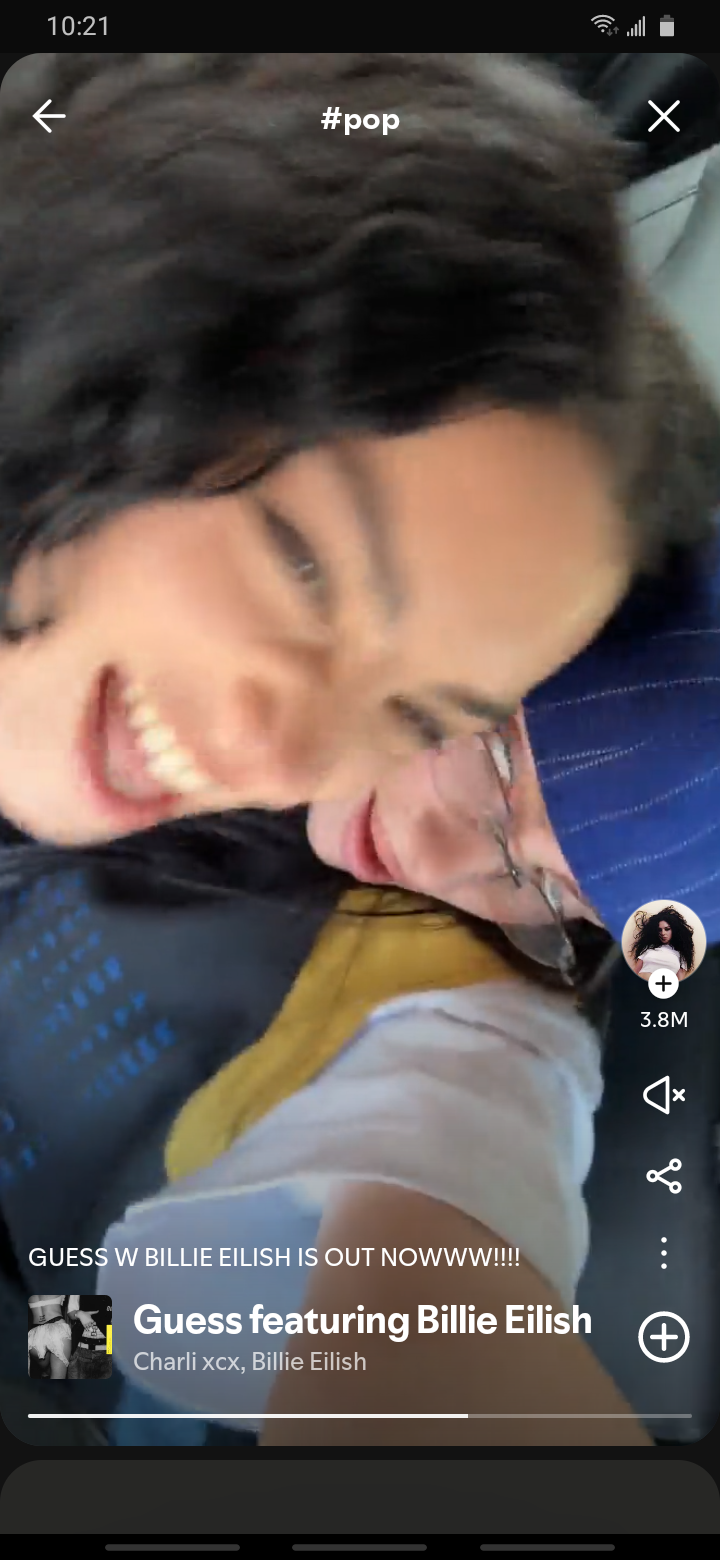 10:21
#pop
3.8M
GUESS W BILLIE EILISH IS OUT NOWWW!!!!
Guess featuring Billie Eilish
Charli xcx, Billie Eilish